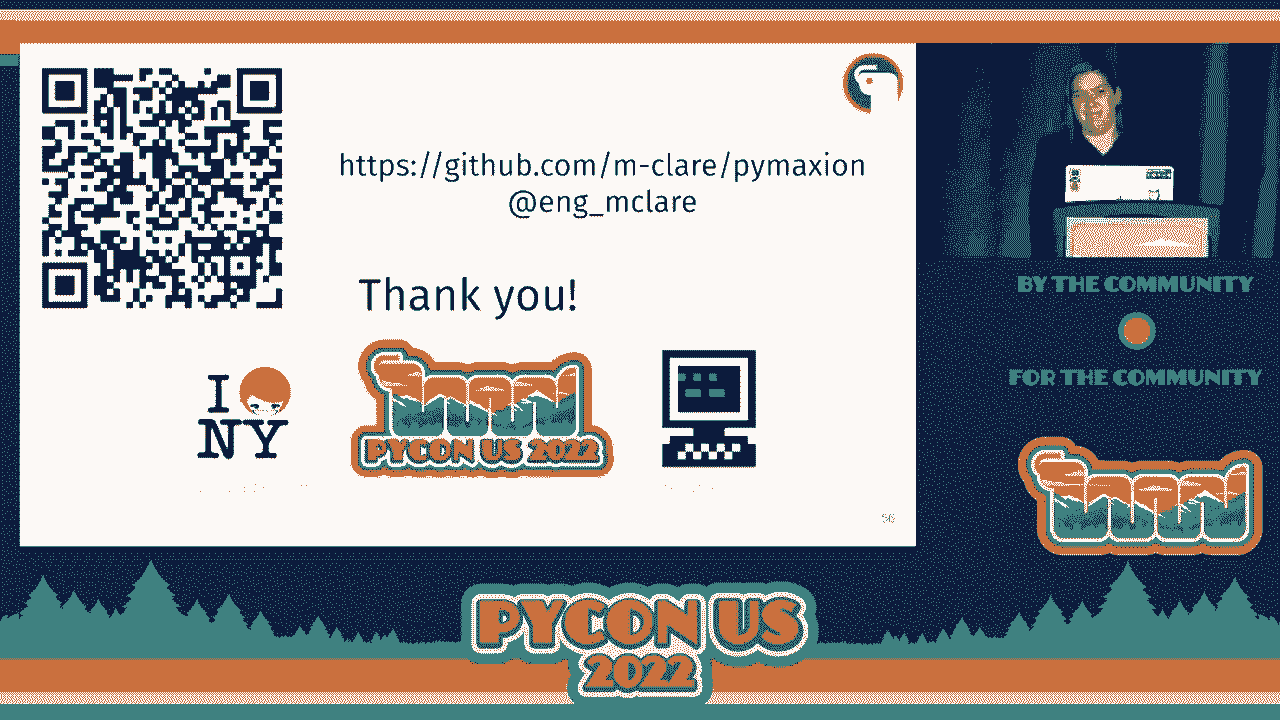 https://github.com/m-clare/pymaxion
@eng_mclare
Thank you!
I
NY
PYCON US 2022
56
BY THE COMMUNITY
FOR THE COMMUNITY
PYCON US
2022